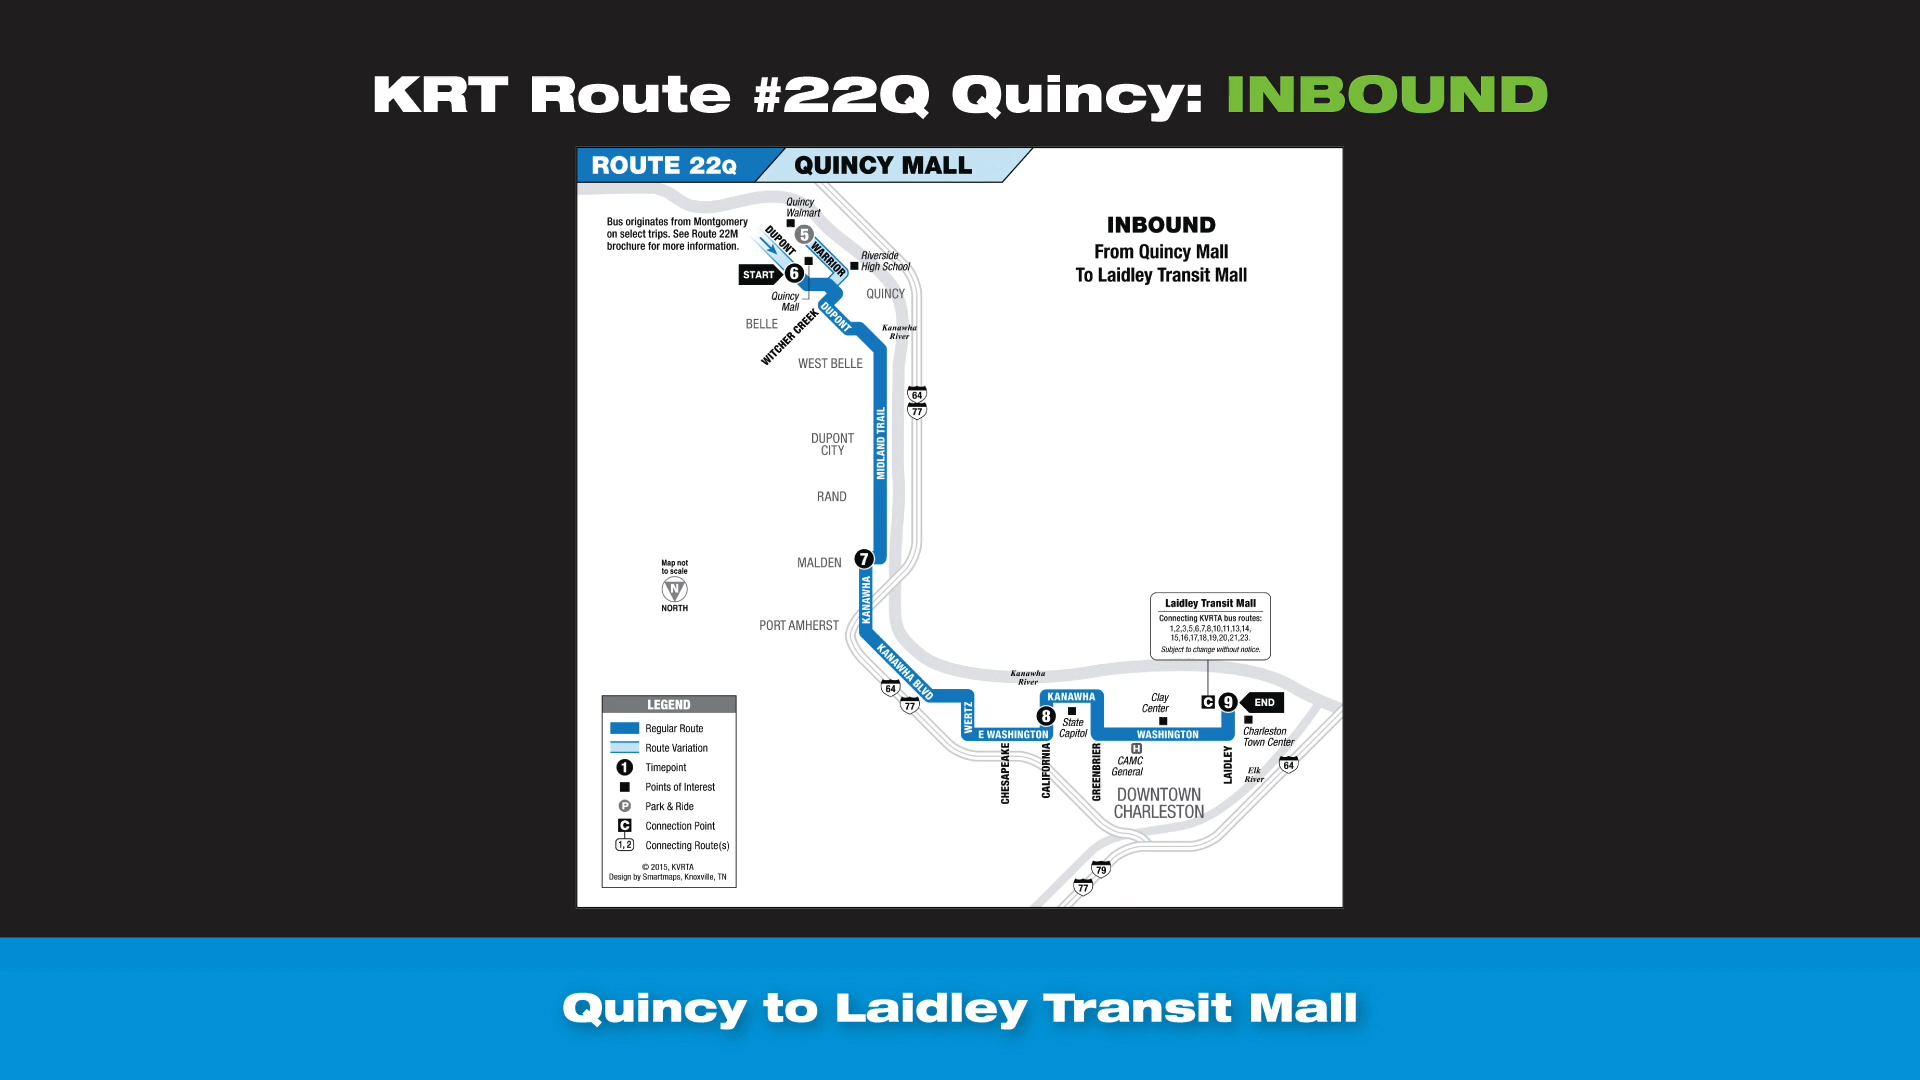 KRT Route #22Q Quincy: INBOUND
ROUTE 22Q
QUINCY MALL
Bus originates from Montgomery
on select trips. See Route 22M
brochure for more information.
Quincy
Walmart
DUPONT
5
WARRIOR
Riverside
High School
START
6
Quincy
Mall
QUINCY
BELLE
WITCHER CREEK
DUPONT
Kanawha
River
WEST BELLE
INBOUND
From Quincy Mall
To Laidley Transit Mall
64
77
DUPONT
CITY
MIDLAND TRAIL
RAND
MALDEN
7
Map not
to scale
N
NORTH
KANAWHA
PORT AMHERST
KANAWHA BLVD
64
77
Laidley Transit Mall
Connecting KVRTA bus routes:
1,2,3,5,6,7,8,10,11,13,14,
15,16,17,18,19,20,21,23.
Subject to change without notice.
Kanawha
River
WERTZ
E WASHINGTON
KANAWHA
8
State
Capitol
Clay
Center
C
9
END
WASHINGTON
Charleston
Town Center
CHESAPEAKE
CALIFORNIA
GREENBRIER
H
CAMC
General
LAIDLEY
Elk
River
64
DOWNTOWN
CHARLESTON
79
77
LEGEND
Regular Route
Route Variation
1 Timepoint
Points of Interest
P Park & Ride
C Connection Point
1, 2 Connecting Route(s)
© 2015, KVRTA
Design by Smartmaps, Knoxville, TN
Quincy to Laidley Transit Mall